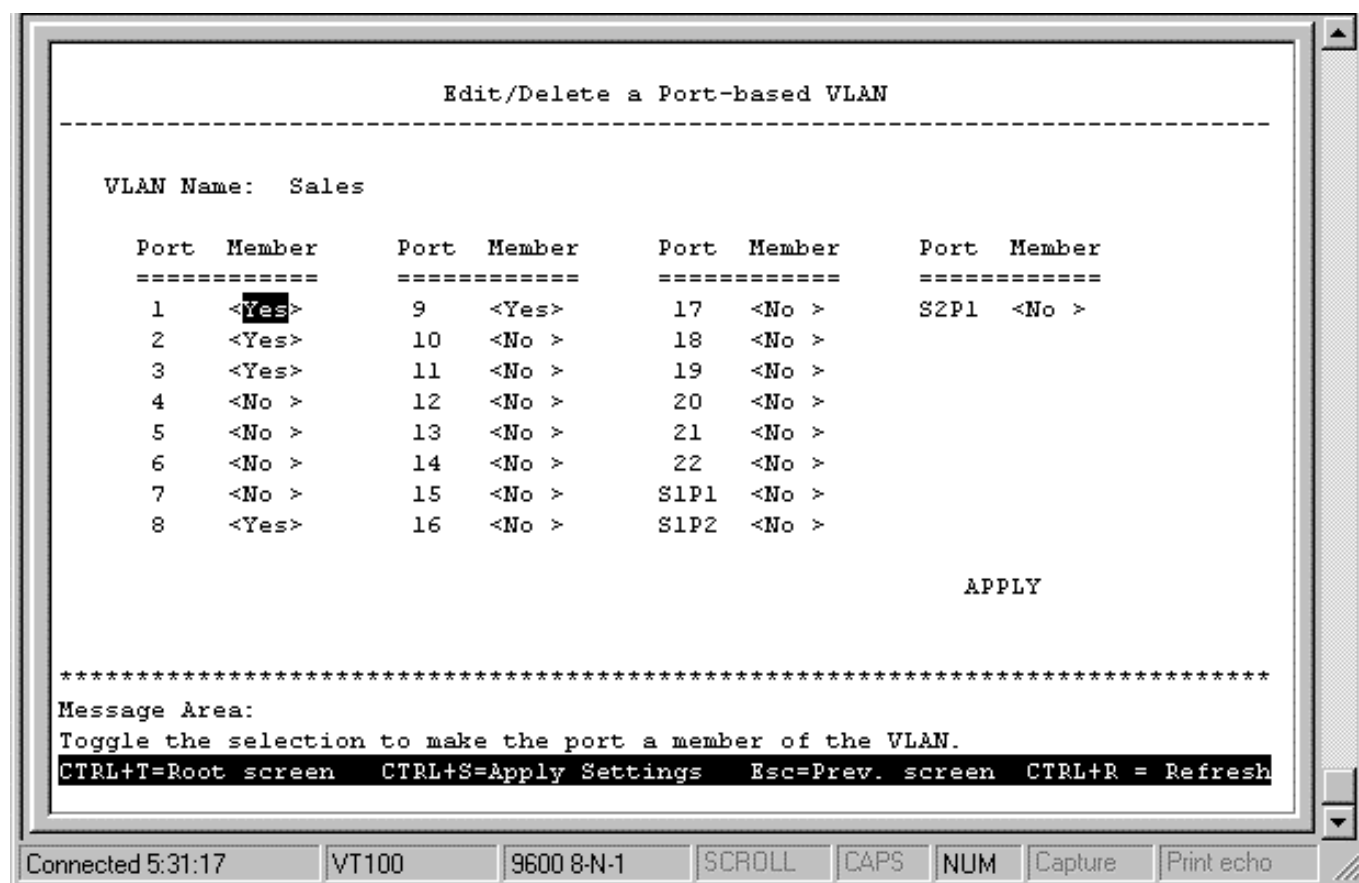 Edit/Delete a Port-based VLAN
--------------------------------------------------------------------------------
VLAN Name: Sales
Port Member Port Member Port Member Port Member
============ ============ ============ ============
1 <Yes> 9 <Yes> 17 <No > S2P1 <No >
2 <Yes> 10 <No > 18 <No >
3 <Yes> 11 <No > 19 <No >
4 <No > 12 <No > 20 <No >
5 <No > 13 <No > 21 <No >
6 <No > 14 <No > 22 <No >
7 <No > 15 <No > S1P1 <No >
8 <Yes> 16 <No > S1P2 <No >
APPLY
********************************************************************************
Message Area:
Toggle the selection to make the port a member of the VLAN.
CTRL+T=Root screen CTRL+S=Apply Settings Esc=Prev. screen CTRL+R = Refresh
Connected 5:31:17 VT100 9600 8-N-1 SCROLL CAPS NUM Capture Print echo